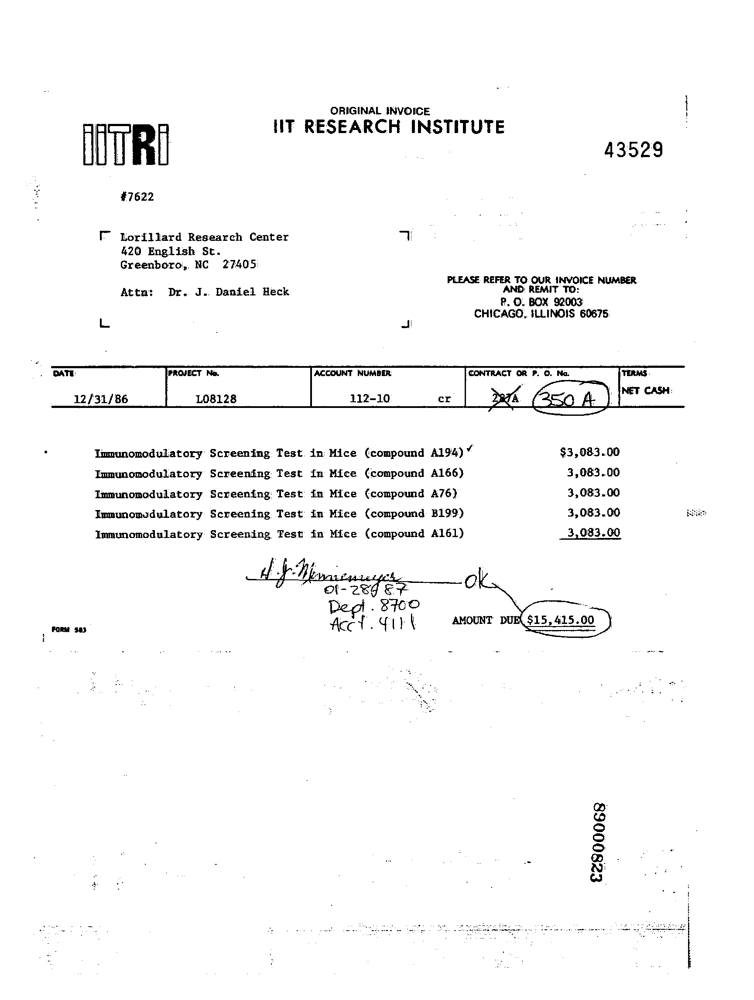 ORIGINAL INVOICE
IITRI
IIT RESEARCH INSTITUTE
43529
#7622
Lorillard Research Center
420 English St.
Greenboro, NC 27405
Attn: Dr. J. Daniel Heck
PLEASE REFER TO OUR INVOICE NUMBER
AND REMIT TO:
P. O. BOX 92003
CHICAGO, ILLINOIS 60675
DATE PROJECT No. ACCOUNT NUMBER CONTRACT OR P. O. No. TERMS
12/31/86 L08128 112-10 cr 287A 350 A NET CASH
Immunomodulatory Screening Test in Mice (compound A194) ✓ $3,083.00
Immunomodulatory Screening Test in Mice (compound A166) 3,083.00
Immunomodulatory Screening Test in Mice (compound A76) 3,083.00
Immunomodulatory Screening Test in Mice (compound B199) 3,083.00
Immunomodulatory Screening Test in Mice (compound A161) 3,083.00
H. J. ok
Dept. 8700
Acct. 4111
AMOUNT DUE $15,415.00
FORM 583
89000823